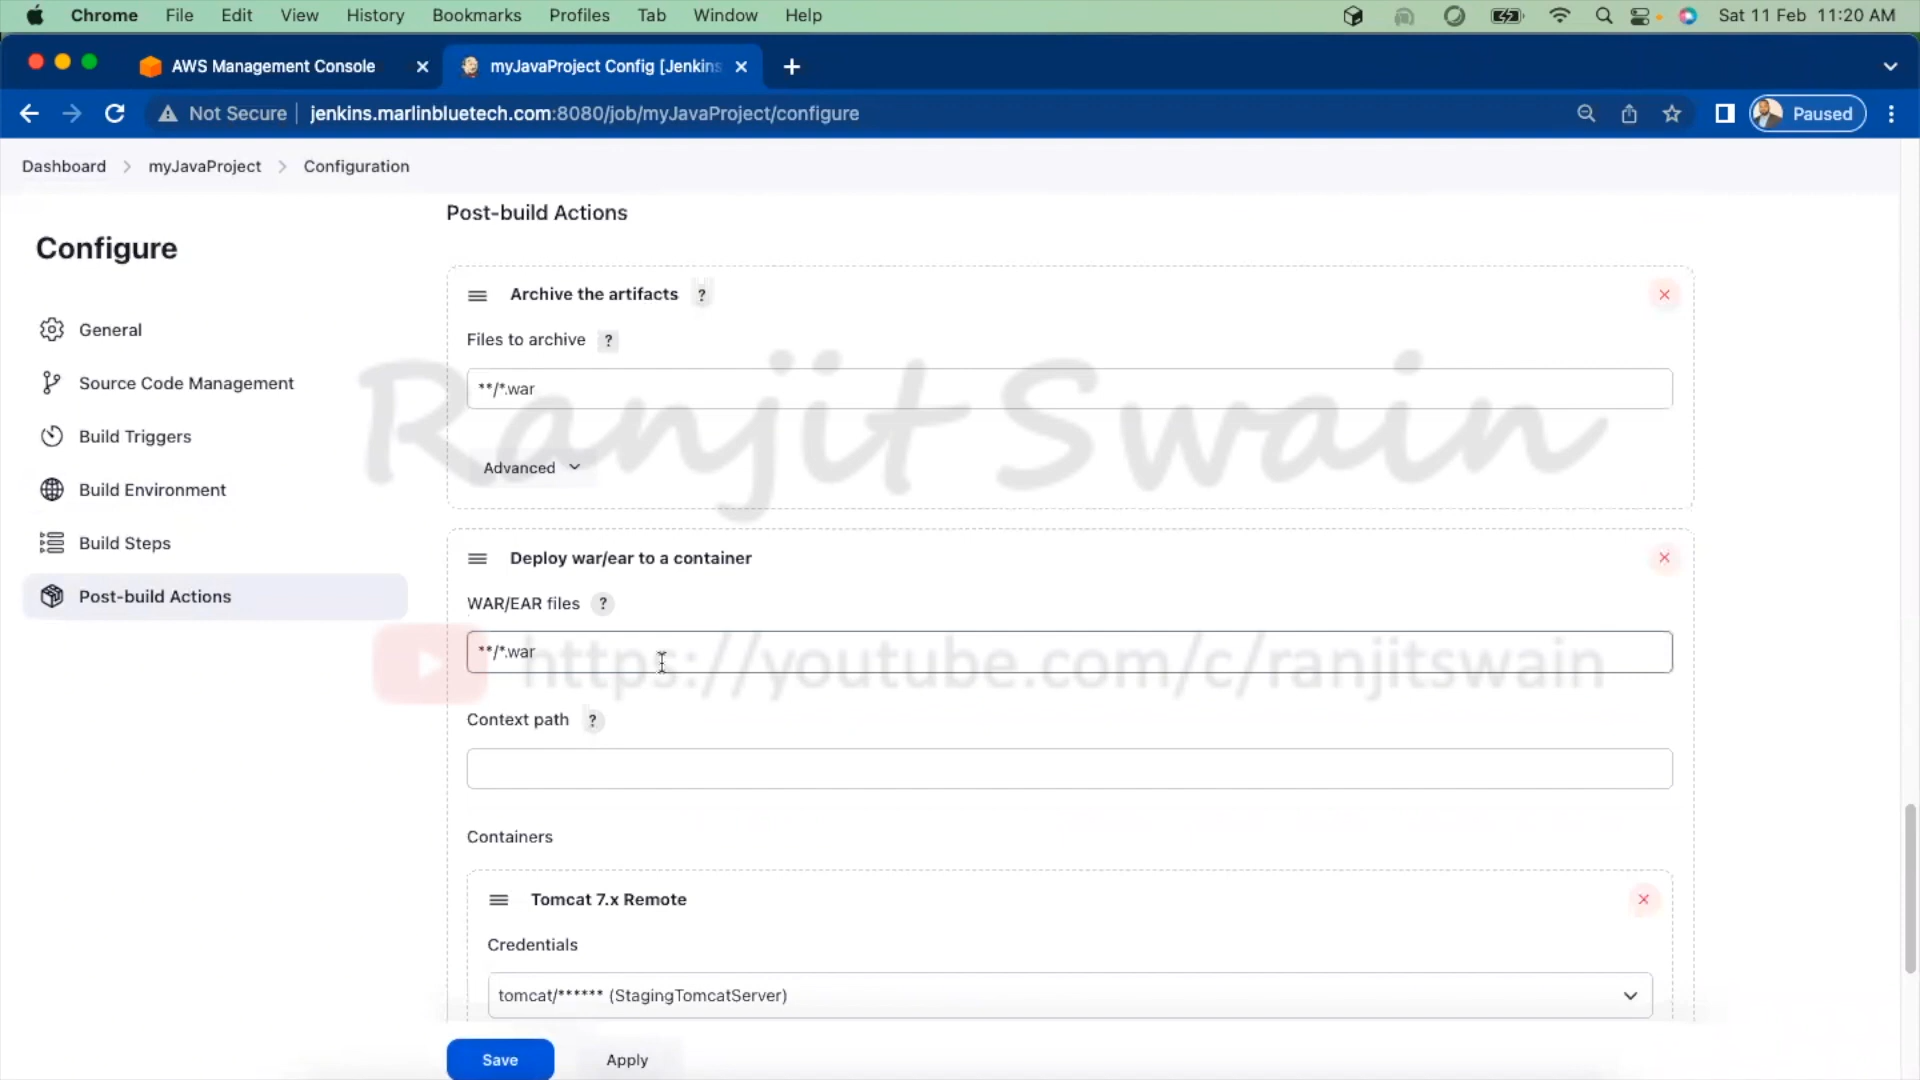 Chrome File Edit View History Bookmarks Profiles Tab Window Help Sat 11 Feb 11:20 AM
AWS Management Console myJavaProject Config [Jenkins
Not Secure jenkins.marlinbluetech.com:8080/job/myJavaProject/configure Paused
Dashboard myJavaProject Configuration
Post-build Actions
Configure
General
Source Code Management
Build Triggers
Build Environment
Build Steps
Post-build Actions
Archive the artifacts ?
Files to archive ?
**/*.war
Advanced
Ranjit Swain
Deploy war/ear to a container
WAR/EAR files ?
**/*.war
https://youtube.com/c/ranjitswain
Context path ?
Containers
Tomcat 7.x Remote
Credentials
tomcat/****** (StagingTomcatServer)
Save Apply